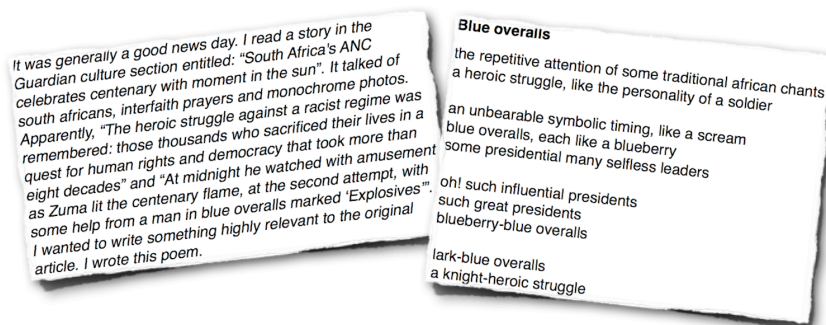 It was generally a good news day. I read a story in the
Guardian culture section entitled: “South Africa's ANC
celebrates centenary with moment in the sun”. It talked of
south africans, interfaith prayers and monochrome photos.
Apparently, “The heroic struggle against a racist regime was
remembered: those thousands who sacrificed their lives in a
quest for human rights and democracy that took more than
eight decades” and “At midnight he watched with amusement
as Zuma lit the centenary flame, at the second attempt, with
some help from a man in blue overalls marked ‘Explosives’”.
I wanted to write something highly relevant to the original
article. I wrote this poem.
Blue overalls
the repetitive attention of some traditional african chants
a heroic struggle, like the personality of a soldier
an unbearable symbolic timing, like a scream
blue overalls, each like a blueberry
some presidential many selfless leaders
oh! such influential presidents
such great presidents
blueberry-blue overalls
lark-blue overalls
a knight-heroic struggle